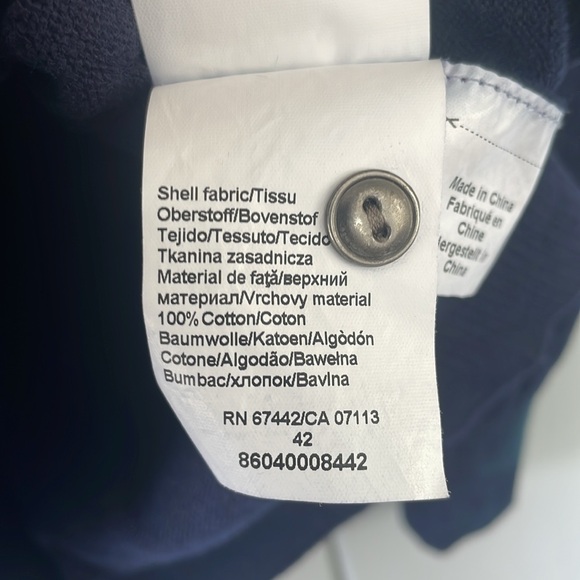 Shell fabric/Tissu
Oberstoff/Bovenstof
Tejido/Tessuto/Tecido
Tkanina zasadnicza
Material de faţă/верхний
материал/Vrchovy material
100% Cotton/Coton
Baumwolle/Katoen/Algòdón
Cotone/Algodão/Bawełna
Bumbac/хлопок/Bavlna
RN 67442/CA 07113
42
86040008442
Made in China
Fabriqué en
Chine
ergestellt in
China